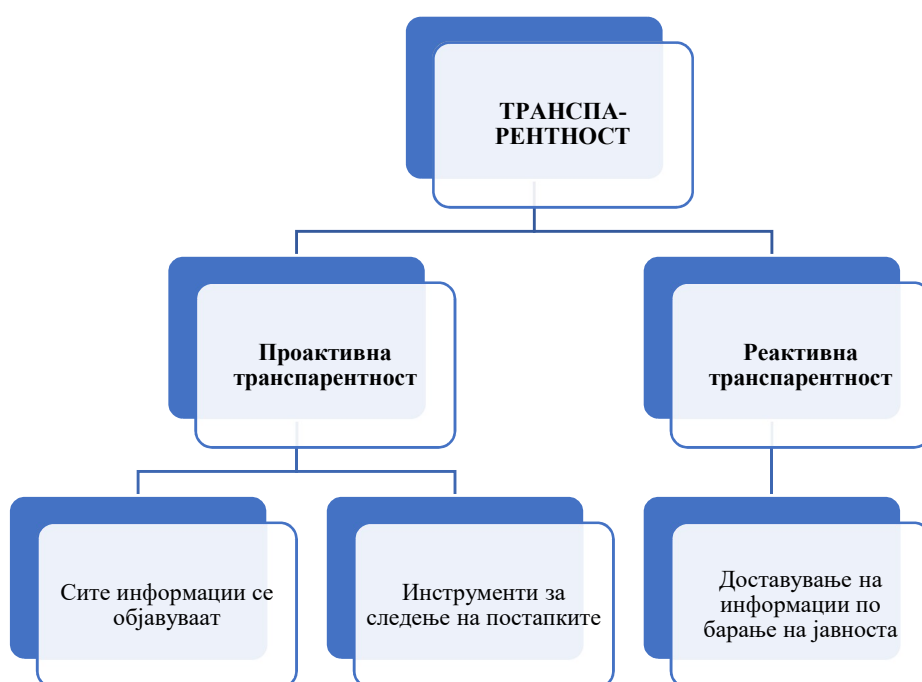 ТРАНСПА-
РЕНТНОСТ
Проактивна
транспарентност
Реактивна
транспарентност
Сите информации се
објавуваат
Инструменти за
следење на постапките
Доставување на
информации по
барање на јавноста